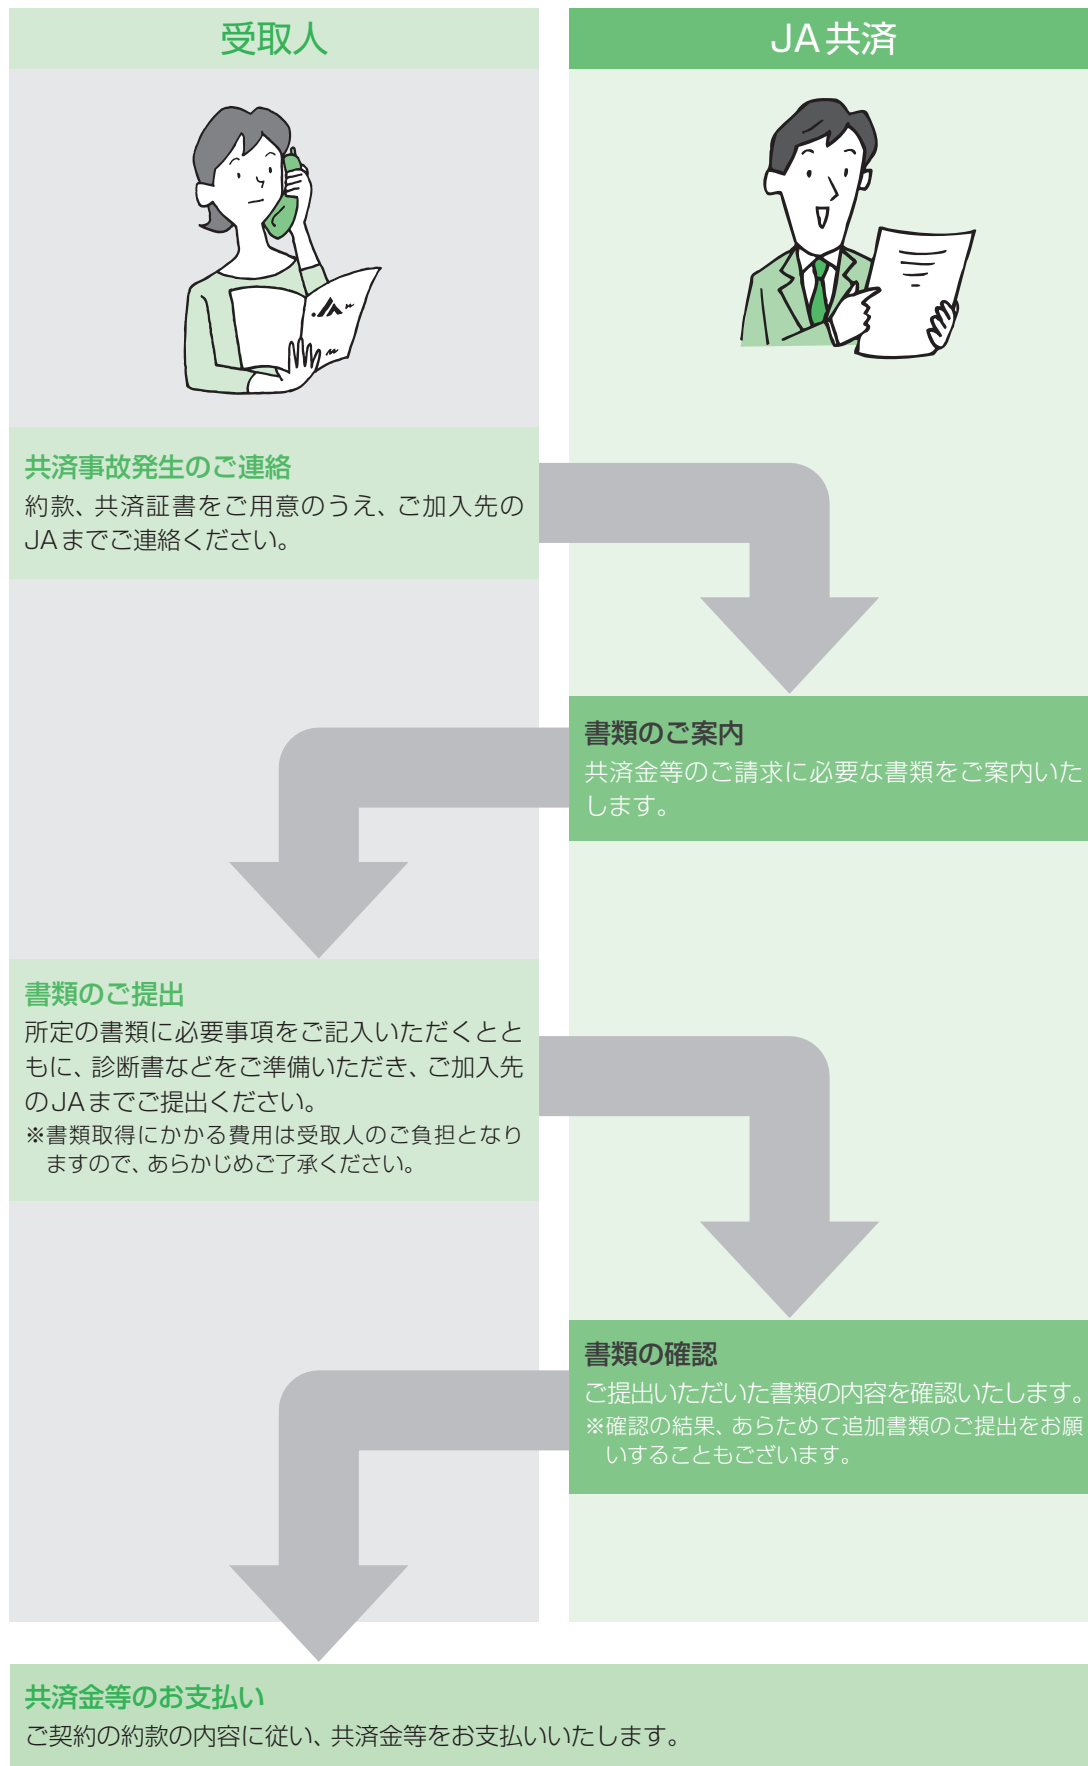 受取人
JA共済
共済事故発生のご連絡
約款、共済証書をご用意のうえ、ご加入先の
JAまでご連絡ください。
書類のご案内
共済金等のご請求に必要な書類をご案内いた
します。
書類のご提出
所定の書類に必要事項をご記入いただくとと
もに、診断書などをご準備いただき、ご加入先
のJAまでご提出ください。
※書類取得にかかる費用は受取人のご負担となり
ますので、あらかじめご了承ください。
書類の確認
ご提出いただいた書類の内容を確認いたします。
※確認の結果、あらためて追加書類のご提出をお願
いすることもございます。
共済金等のお支払い
ご契約の約款の内容に従い、共済金等をお支払いいたします。